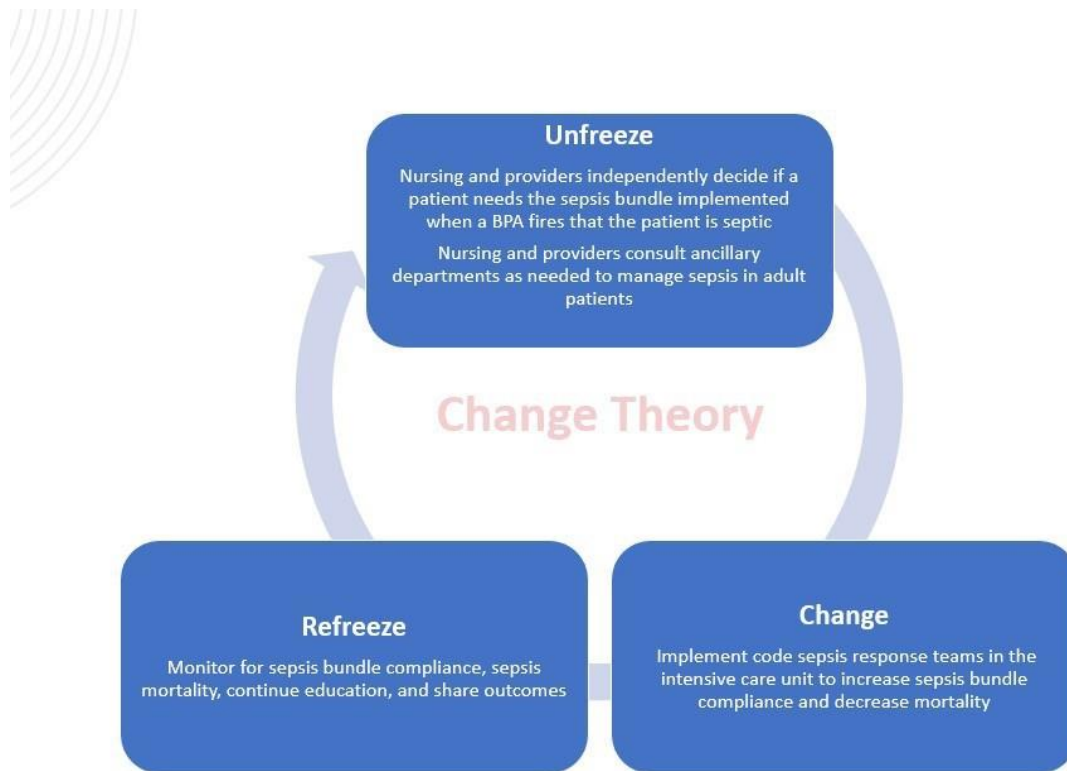 Unfreeze
Nursing and providers independently decide if a
patient needs the sepsis bundle implemented
when a BPA fires that the patient is septic
Nursing and providers consult ancillary
departments as needed to manage sepsis in adult
patients
Change Theory
Refreeze
Monitor for sepsis bundle compliance, sepsis
mortality, continue education, and share outcomes
Change
Implement code sepsis response teams in the
intensive care unit to increase sepsis bundle
compliance and decrease mortality